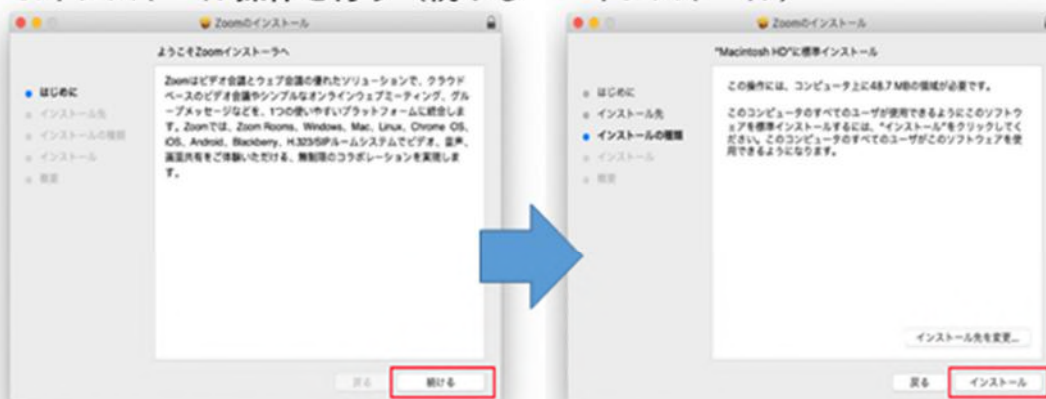 Zoomのインストール
ようこそZoomインストーラへ
はじめに
インストール先
インストールの種類
インストール
概要
Zoomはビデオ会議とウェブ会議の優れたソリューションで、クラウド
ベースのビデオ会議やシンプルなオンラインウェブミーティング、グル
ープメッセージなどを、1つの使いやすいプラットフォームに統合しま
す。Zoomでは、Zoom Rooms、Windows、Mac、Linux、Chrome OS、
iOS、Android、Blackberry、H.323/SIPルームシステムでビデオ、音声、
画面共有をご体験いただける、無制限のコラボレーションを実現しま
す。
戻る
続ける
Zoomのインストール
"Macintosh HD"に標準インストール
はじめに
インストール先
インストールの種類
インストール
概要
この操作には、コンピュータ上に48.7 MBの領域が必要です。
このコンピュータのすべてのユーザが使用できるようにこのソフトウ
ェアを標準インストールするには、"インストール"をクリックしてく
ださい。このコンピュータのすべてのユーザがこのソフトウェアを使
用できるようになります。
インストール先を変更...
戻る
インストール